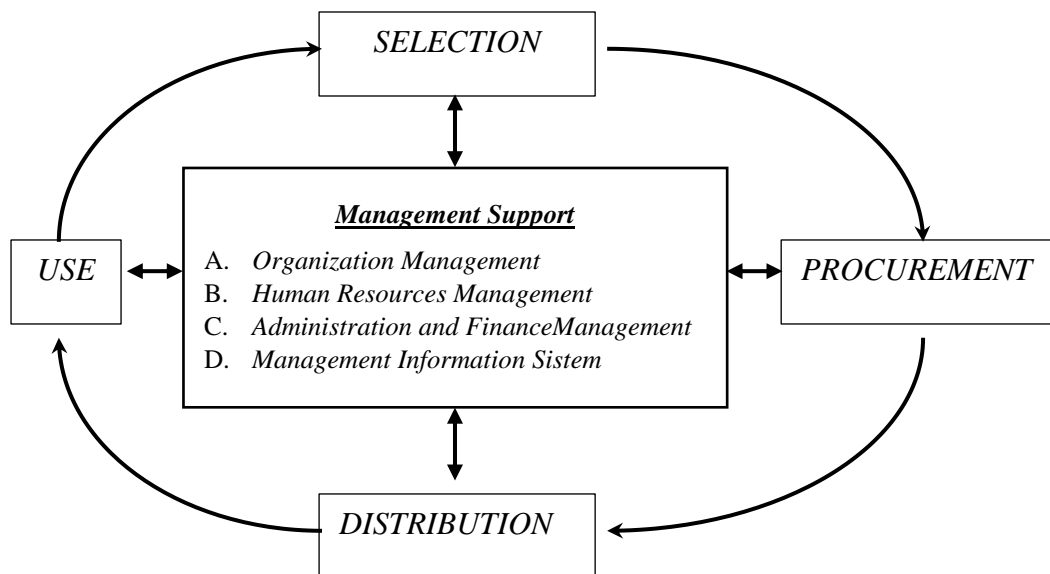 SELECTION
Management Support
A. Organization Management
B. Human Resources Management
C. Administration and FinanceManagement
D. Management Information Sistem
USE
PROCUREMENT
DISTRIBUTION